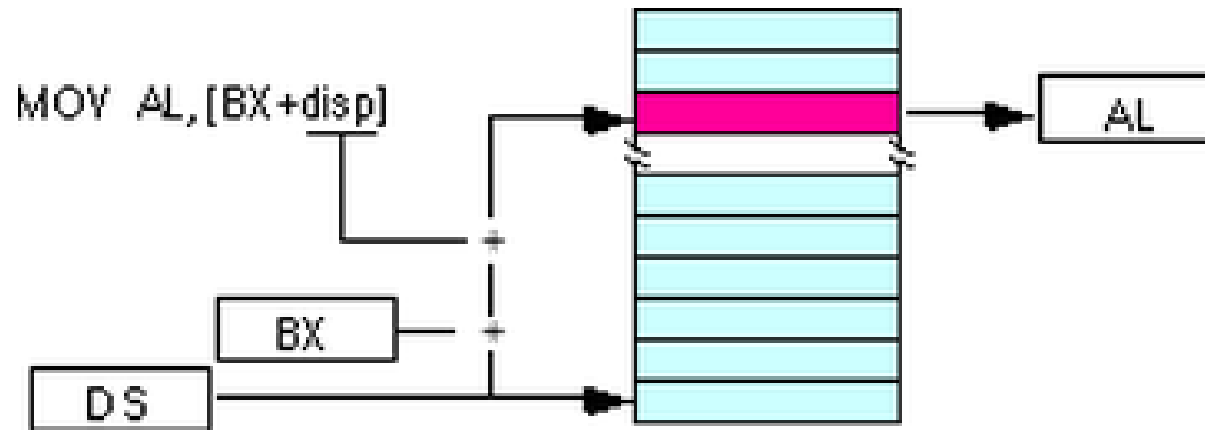 MOV AL,[BX+disp]
AL
+
BX
+
DS